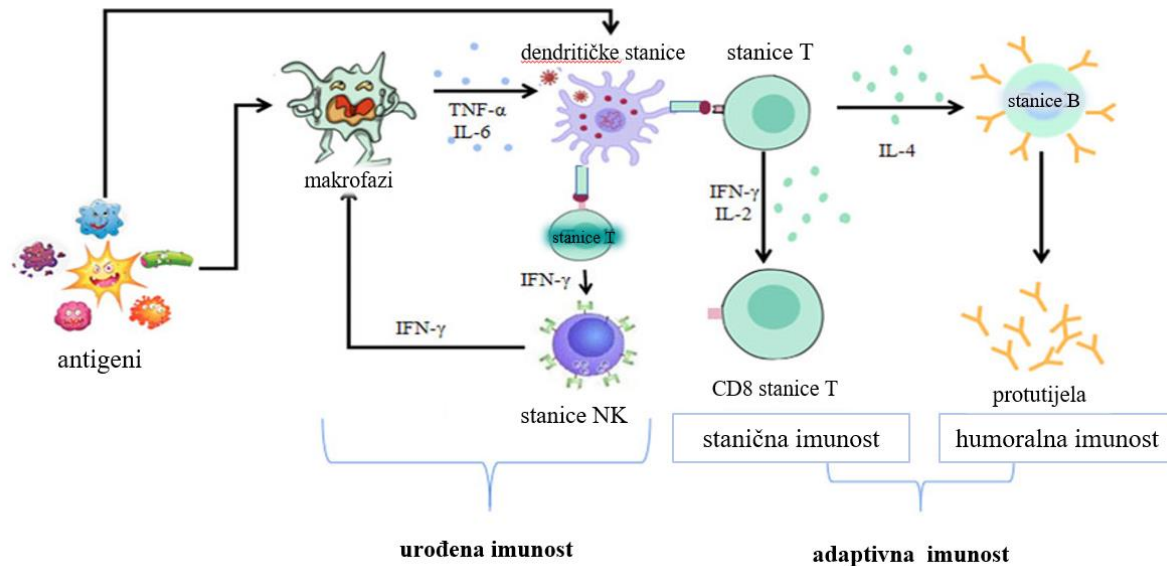 dendritičke stanice
stanice T
TNF-α
IL-6
stanice B
IL-4
makrofazi
IFN-γ
IL-2
stanice T
IFN-γ
IFN-γ
antigeni
stanice NK
CD8 stanice T
protutijela
stanična imunost
humoralna imunost
urođena imunost
adaptivna imunost